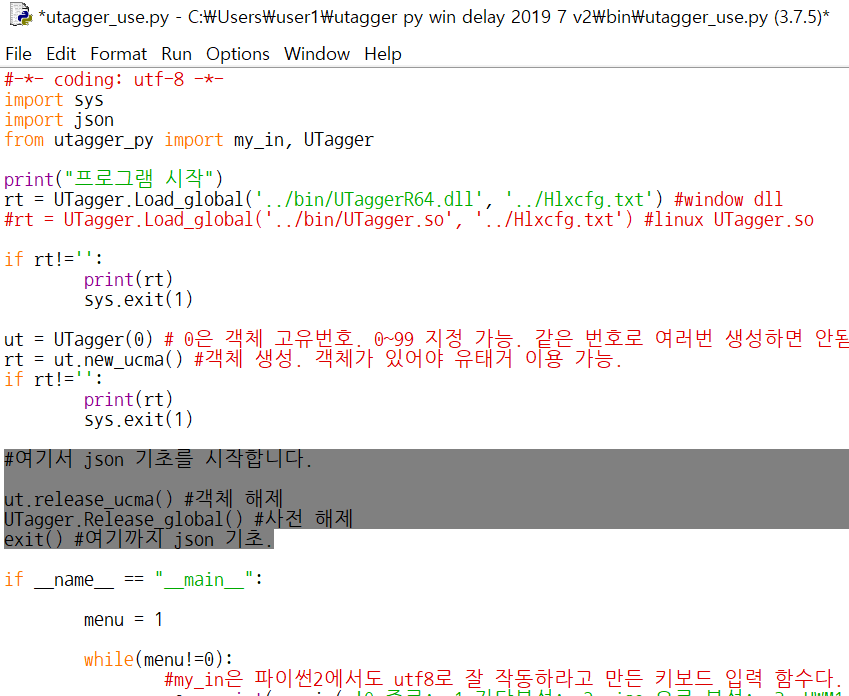 *utagger_use.py - C:\Users\user1\utagger py win delay 2019 7 v2\bin\utagger_use.py (3.7.5)*
File Edit Format Run Options Window Help
#-*- coding: utf-8 -*-
import sys
import json
from utagger_py import my_in, UTagger
print("프로그램 시작")
rt = UTagger.Load_global('../bin/UTaggerR64.dll', '../Hlxcfg.txt') #window dll
#rt = UTagger.Load_global('../bin/UTagger.so', '../Hlxcfg.txt') #linux UTagger.so
if rt!='':
print(rt)
sys.exit(1)
ut = UTagger(0) # 0은 객체 고유번호. 0~99 지정 가능. 같은 번호로 여러번 생성하면 안됨
rt = ut.new_ucma() #객체 생성. 객체가 있어야 유태거 이용 가능.
if rt!='':
print(rt)
sys.exit(1)
#여기서 json 기초를 시작합니다.
ut.release_ucma() #객체 해제
UTagger.Release_global() #사전 해제
exit() #여기까지 json 기초.
if __name__ == "__main__":
menu = 1
while(menu!=0):
#my_in은 파이썬2에서도 utf8로 잘 작동하라고 만든 키보드 입력 함수다.